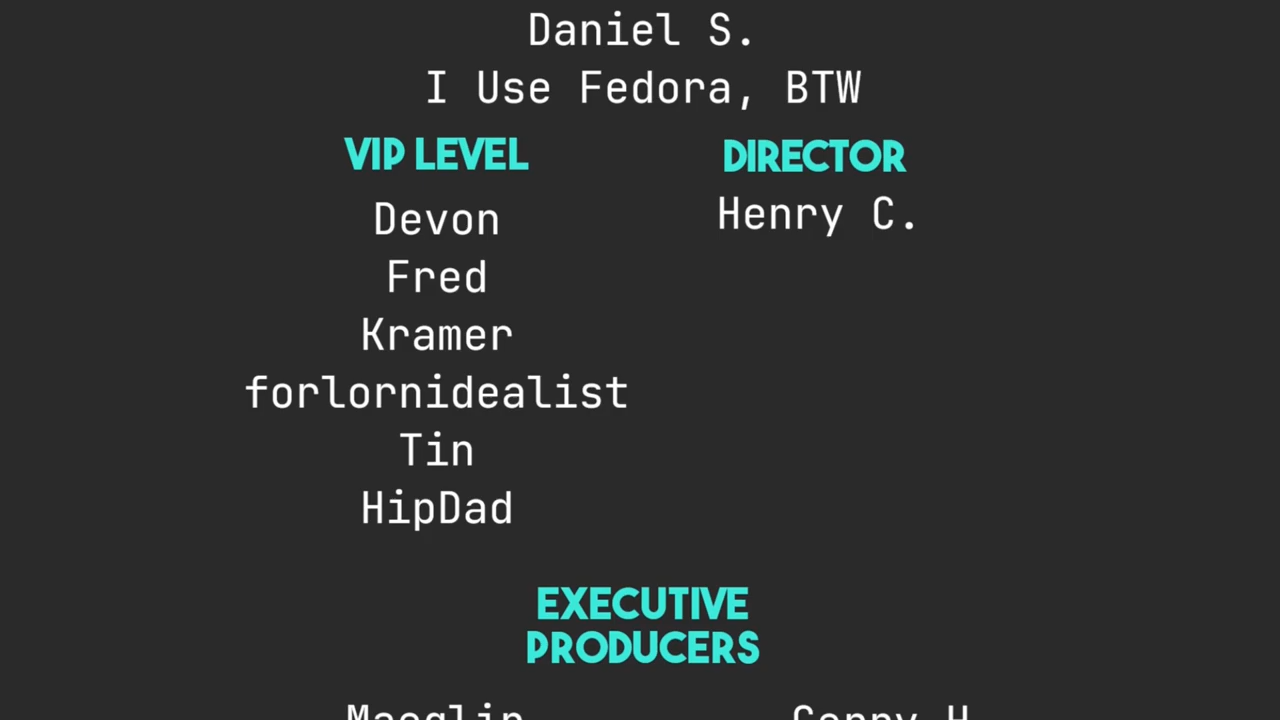 Daniel S.
I Use Fedora, BTW
VIP LEVEL
Devon
Fred
Kramer
forlornidealist
Tin
HipDad
DIRECTOR
Henry C.
EXECUTIVE
PRODUCERS